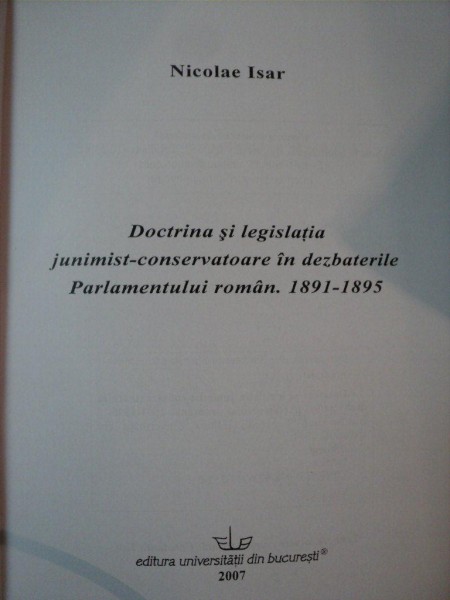 Nicolae Isar
Doctrina şi legislaţia
junimist-conservatoare în dezbaterile
Parlamentului român. 1891-1895
editura universităţii din bucureşti®
2007